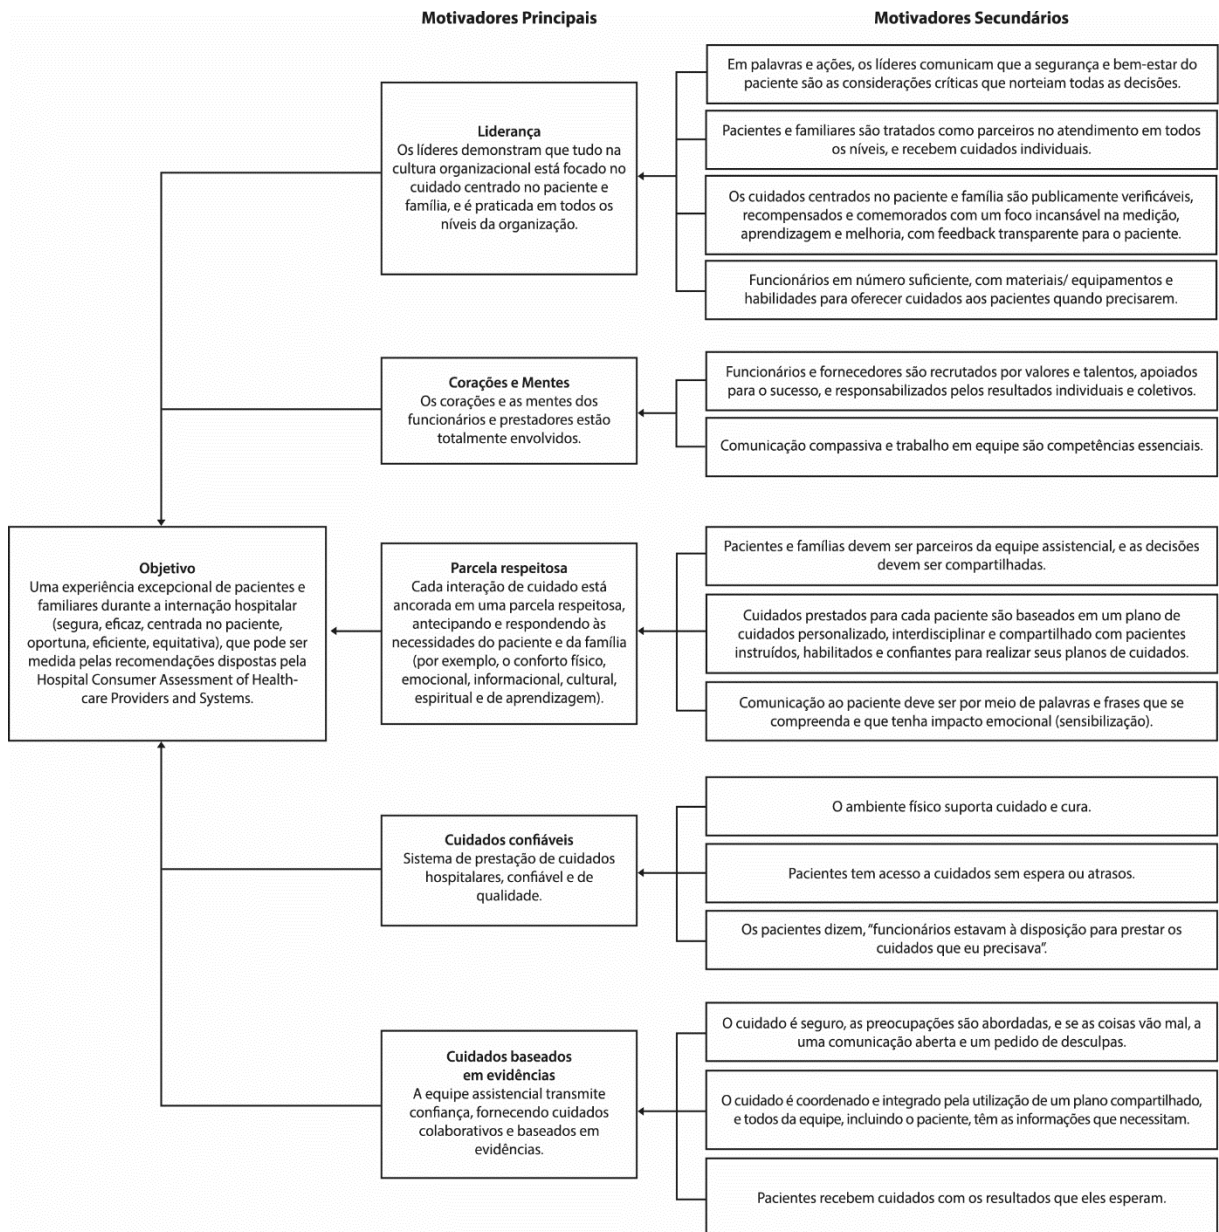 Motivadores Principais
Motivadores Secundários
Em palavras e ações, os líderes comunicam que a segurança e bem-estar do
paciente são as considerações críticas que norteiam todas as decisões.
Liderança
Os líderes demonstram que tudo na
cultura organizacional está focado no
cuidado centrado no paciente e
família, e é praticada em todos os
níveis da organização.
Pacientes e familiares são tratados como parceiros no atendimento em todos
os níveis, e recebem cuidados individuais.
Os cuidados centrados no paciente e família são publicamente verificáveis,
recompensados e comemorados com um foco incansável na medição,
aprendizagem e melhoria, com feedback transparente para o paciente.
Funcionários em número suficiente, com materiais/ equipamentos e
habilidades para oferecer cuidados aos pacientes quando precisarem.
Corações e Mentes
Os corações e as mentes dos
funcionários e prestadores estão
totalmente envolvidos.
Funcionários e fornecedores são recrutados por valores e talentos, apoiados
para o sucesso, e responsabilizados pelos resultados individuais e coletivos.
Comunicação compassiva e trabalho em equipe são competências essenciais.
Objetivo
Uma experiência excepcional de pacientes e
familiares durante a internação hospitalar
(segura, eficaz, centrada no paciente,
oportuna, eficiente, equitativa), que pode ser
medida pelas recomendações dispostas pela
Hospital Consumer Assessment of Health-
care Providers and Systems.
Parcela respeitosa
Cada interação de cuidado está
ancorada em uma parcela respeitosa,
antecipando e respondendo às
necessidades do paciente e da família
(por exemplo, o conforto físico,
emocional, informacional, cultural,
espiritual e de aprendizagem).
Pacientes e famílias devem ser parceiros da equipe assistencial, e as decisões
devem ser compartilhadas.
Cuidados prestados para cada paciente são baseados em um plano de
cuidados personalizado, interdisciplinar e compartilhado com pacientes
instruídos, habilitados e confiantes para realizar seus planos de cuidados.
Comunicação ao paciente deve ser por meio de palavras e frases que se
compreenda e que tenha impacto emocional (sensibilização).
Cuidados confiáveis
Sistema de prestação de cuidados
hospitalares, confiável e de
qualidade.
O ambiente físico suporta cuidado e cura.
Pacientes tem acesso a cuidados sem espera ou atrasos.
Os pacientes dizem, "funcionários estavam à disposição para prestar os
cuidados que eu precisava".
Cuidados baseados
em evidências
A equipe assistencial transmite
confiança, fornecendo cuidados
colaborativos e baseados em
evidências.
O cuidado é seguro, as preocupações são abordadas, e se as coisas vão mal, a
uma comunicação aberta e um pedido de desculpas.
O cuidado é coordenado e integrado pela utilização de um plano compartilhado,
e todos da equipe, incluindo o paciente, têm as informações que necessitam.
Pacientes recebem cuidados com os resultados que eles esperam.